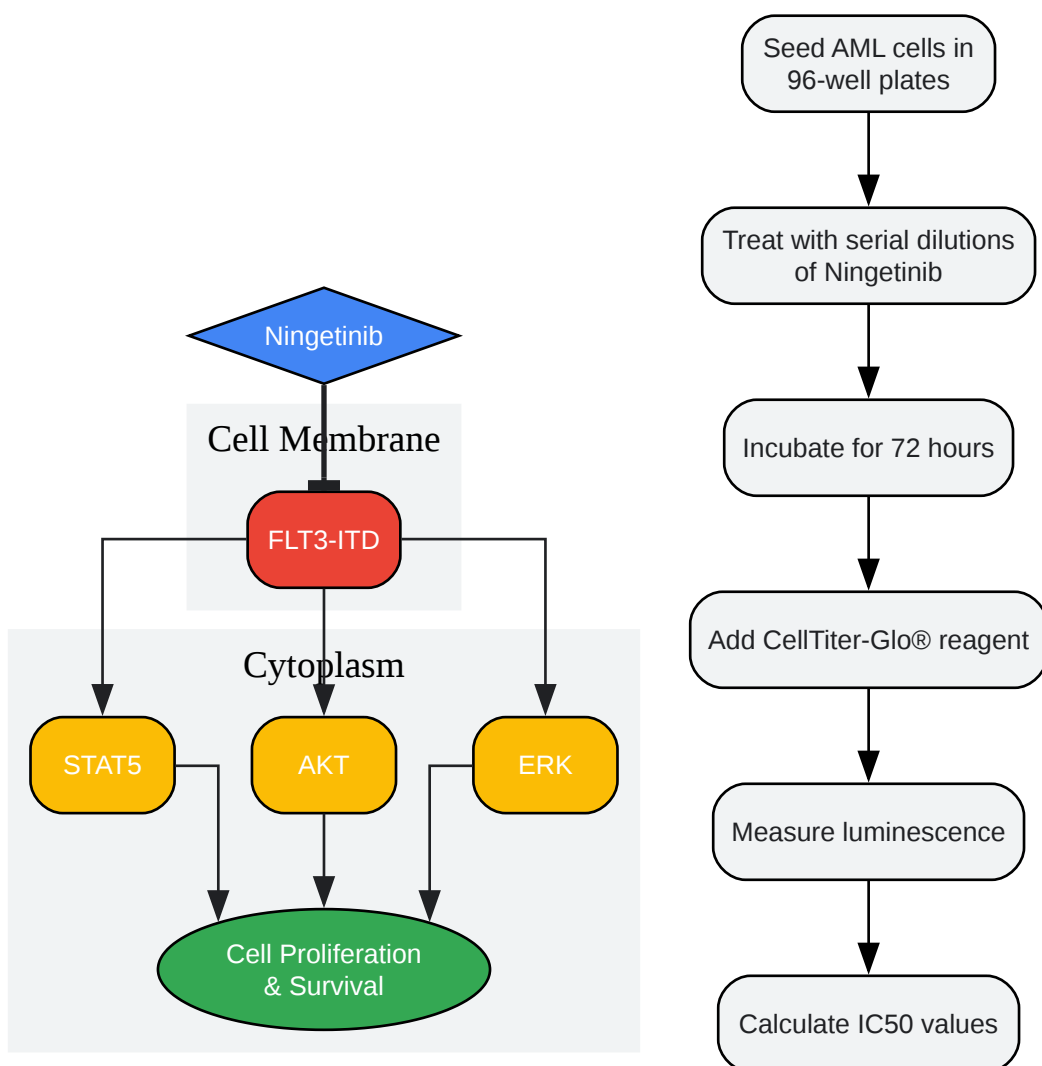 Ningetinib
Cell Membrane
FLT3-ITD
Cytoplasm
STAT5
AKT
ERK
Cell Proliferation
& Survival
Seed AML cells in
96-well plates
Treat with serial dilutions
of Ningetinib
Incubate for 72 hours
Add CellTiter-Glo® reagent
Measure luminescence
Calculate IC50 values